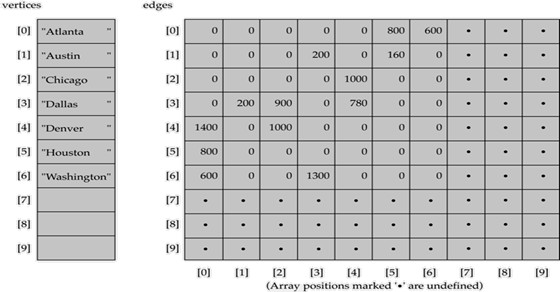 vertices edges
[0] "Atlanta " [0] 0 0 0 0 0 800 600 • • •
[1] "Austin " [1] 0 0 0 200 0 160 0 • • •
[2] "Chicago " [2] 0 0 0 0 1000 0 0 • • •
[3] "Dallas " [3] 0 200 900 0 780 0 0 • • •
[4] "Denver " [4] 1400 0 1000 0 0 0 0 • • •
[5] "Houston " [5] 800 0 0 0 0 0 0 • • •
[6] "Washington" [6] 600 0 0 1300 0 0 0 • • •
[7] [7] • • • • • • • • • •
[8] [8] • • • • • • • • • •
[9] [9] • • • • • • • • • •
[0] [1] [2] [3] [4] [5] [6] [7] [8] [9]
(Array positions marked '•' are undefined)